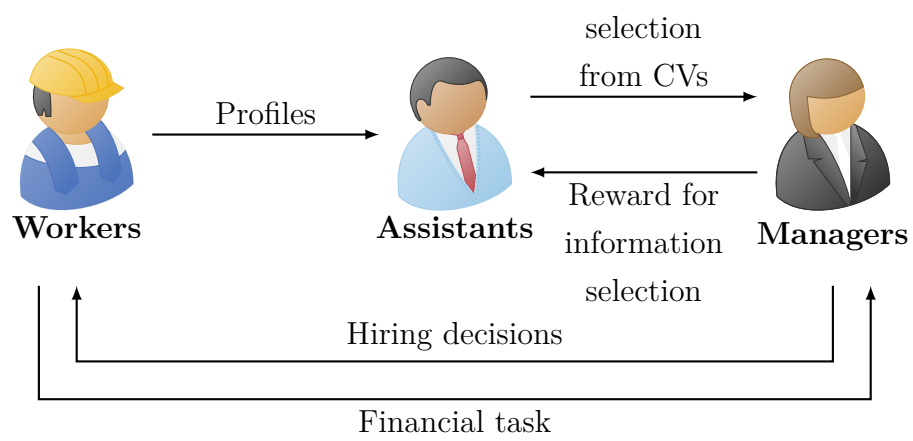 selection
from CVs
Profiles
Reward for
information
selection
Workers
Assistants
Managers
Hiring decisions
Financial task